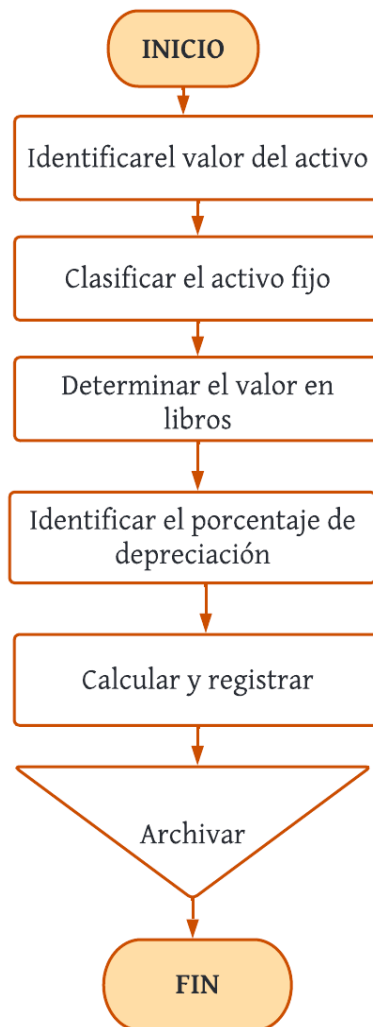 INICIO
Identificarel valor del activo
Clasificar el activo fijo
Determinar el valor en
libros
Identificar el porcentaje de
depreciación
Calcular y registrar
Archivar
FIN